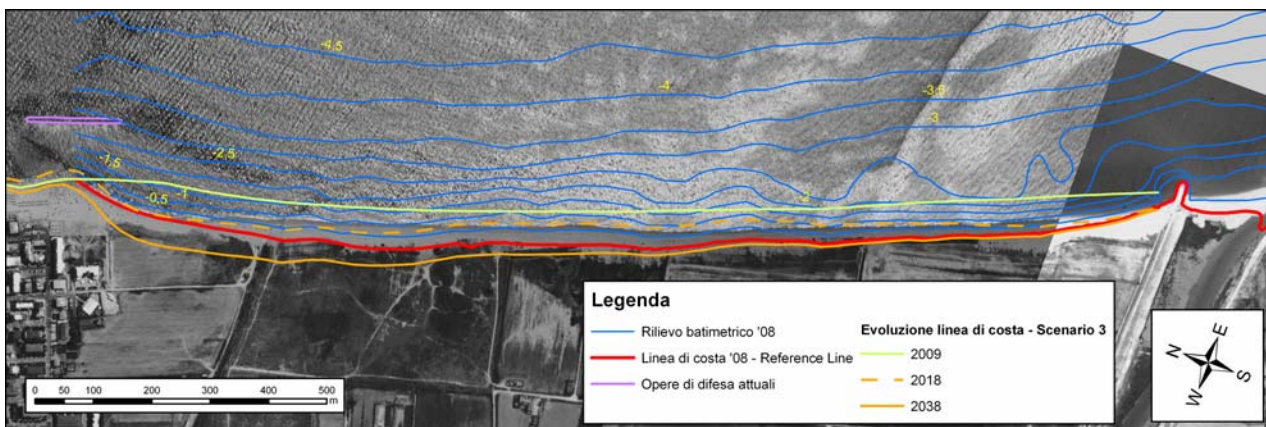 -4,5
-4
-3,5
-3
-2,5
-1,5
-1
-0,5
-2
Legenda
Rilievo batimetrico '08
Linea di costa '08 - Reference Line
Opere di difesa attuali
Evoluzione linea di costa - Scenario 3
2009
2018
2038
0 50 100 200 300 400 500
m
N
E
W
S